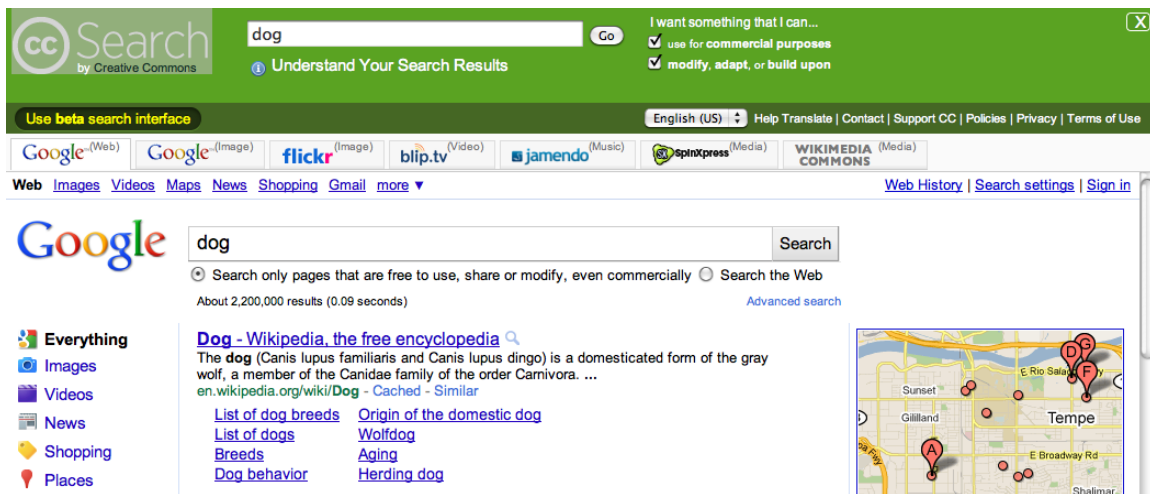 cc Search
by Creative Commons
dog
Go
Understand Your Search Results
I want something that I can...
use for commercial purposes
modify, adapt, or build upon
X
Use beta search interface
English (US)
Help Translate | Contact | Support CC | Policies | Privacy | Terms of Use
Google (Web)
Google (Image)
flickr (Image)
blip.tv (Video)
jamendo (Music)
SpinXpress (Media)
WIKIMEDIA COMMONS (Media)
Web Images Videos Maps News Shopping Gmail more ▼
Web History | Search settings | Sign in
Google
dog
Search
Search only pages that are free to use, share or modify, even commercially
Search the Web
About 2,200,000 results (0.09 seconds)
Advanced search
Everything
Images
Videos
News
Shopping
Places
Dog - Wikipedia, the free encyclopedia
The dog (Canis lupus familiaris and Canis lupus dingo) is a domesticated form of the gray
wolf, a member of the Canidae family of the order Carnivora. ...
en.wikipedia.org/wiki/Dog - Cached - Similar
List of dog breeds Origin of the domestic dog
List of dogs Wolfdog
Breeds Aging
Dog behavior Herding dog
D G
F
E Rio Salado
Sunset
Gililland
Tempe
A
E Broadway Rd
Shalimar